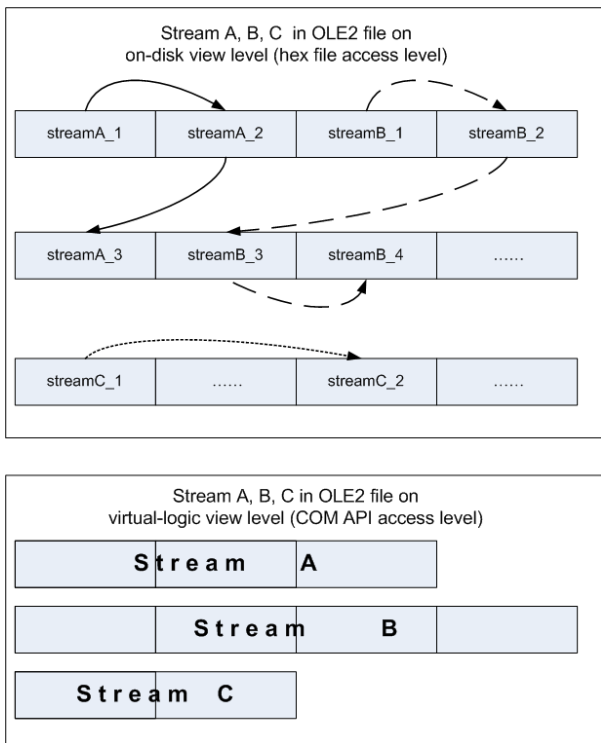 Stream A, B, C in OLE2 file on
on-disk view level (hex file access level)
streamA_1 streamA_2 streamB_1 streamB_2
streamA_3 streamB_3 streamB_4 ......
streamC_1 ...... streamC_2 ......
Stream A, B, C in OLE2 file on
virtual-logic view level (COM API access level)
Stream A
Stream B
Stream C